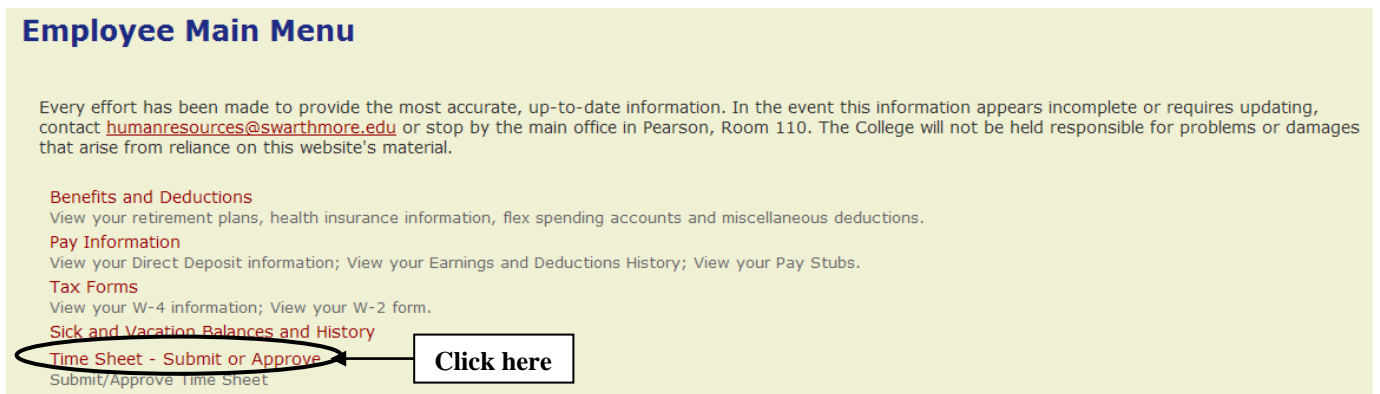 Employee Main Menu
Every effort has been made to provide the most accurate, up-to-date information. In the event this information appears incomplete or requires updating,
contact humanresources@swarthmore.edu or stop by the main office in Pearson, Room 110. The College will not be held responsible for problems or damages
that arise from reliance on this website's material.
Benefits and Deductions
View your retirement plans, health insurance information, flex spending accounts and miscellaneous deductions.
Pay Information
View your Direct Deposit information; View your Earnings and Deductions History; View your Pay Stubs.
Tax Forms
View your W-4 information; View your W-2 form.
Sick and Vacation Balances and History
Time Sheet - Submit or Approve
Click here
Submit/Approve Time Sheet